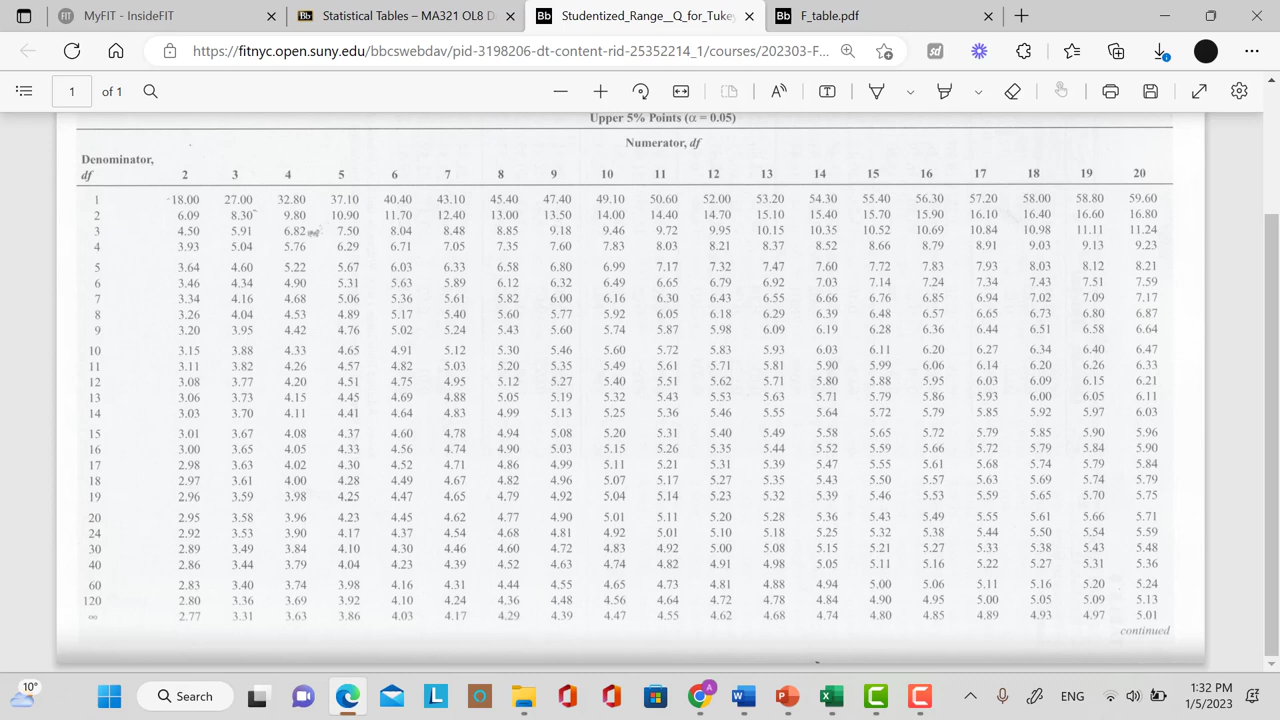 MyFIT - InsideFIT
Statistical Tables – MA321 OL8 D
Studentized_Range__Q_for_Tuke
F_table.pdf
https://fitnyc.open.suny.edu/bbcswebdav/pid-3198206-dt-content-rid-25352214_1/courses/202303-F...
1 of 1
Upper 5% Points (α = 0.05)
Numerator, df
Denominator,
df 2 3 4 5 6 7 8 9 10 11 12 13 14 15 16 17 18 19 20
1 18.00 27.00 32.80 37.10 40.40 43.10 45.40 47.40 49.10 50.60 52.00 53.20 54.30 55.40 56.30 57.20 58.00 58.80 59.60
2 6.09 8.30 9.80 10.90 11.70 12.40 13.00 13.50 14.00 14.40 14.70 15.10 15.40 15.70 15.90 16.10 16.40 16.60 16.80
3 4.50 5.91 6.82 7.50 8.04 8.48 8.85 9.18 9.46 9.72 9.95 10.15 10.35 10.52 10.69 10.84 10.98 11.11 11.24
4 3.93 5.04 5.76 6.29 6.71 7.05 7.35 7.60 7.83 8.03 8.21 8.37 8.52 8.66 8.79 8.91 9.03 9.13 9.23
5 3.64 4.60 5.22 5.67 6.03 6.33 6.58 6.80 6.99 7.17 7.32 7.47 7.60 7.72 7.83 7.93 8.03 8.12 8.21
6 3.46 4.34 4.90 5.31 5.63 5.89 6.12 6.32 6.49 6.65 6.79 6.92 7.03 7.14 7.24 7.34 7.43 7.51 7.59
7 3.34 4.16 4.68 5.06 5.36 5.61 5.82 6.00 6.16 6.30 6.43 6.55 6.66 6.76 6.85 6.94 7.02 7.09 7.17
8 3.26 4.04 4.53 4.89 5.17 5.40 5.60 5.77 5.92 6.05 6.18 6.29 6.39 6.48 6.57 6.65 6.73 6.80 6.87
9 3.20 3.95 4.42 4.76 5.02 5.24 5.43 5.60 5.74 5.87 5.98 6.09 6.19 6.28 6.36 6.44 6.51 6.58 6.64
10 3.15 3.88 4.33 4.65 4.91 5.12 5.30 5.46 5.60 5.72 5.83 5.93 6.03 6.11 6.20 6.27 6.34 6.40 6.47
11 3.11 3.82 4.26 4.57 4.82 5.03 5.20 5.35 5.49 5.61 5.71 5.81 5.90 5.99 6.06 6.14 6.20 6.26 6.33
12 3.08 3.77 4.20 4.51 4.75 4.95 5.12 5.27 5.40 5.51 5.62 5.71 5.80 5.88 5.95 6.03 6.09 6.15 6.21
13 3.06 3.73 4.15 4.45 4.69 4.88 5.05 5.19 5.32 5.43 5.53 5.63 5.71 5.79 5.86 5.93 6.00 6.05 6.11
14 3.03 3.70 4.11 4.41 4.64 4.83 4.99 5.13 5.25 5.36 5.46 5.55 5.64 5.72 5.79 5.85 5.92 5.97 6.03
15 3.01 3.67 4.08 4.37 4.60 4.78 4.94 5.08 5.20 5.31 5.40 5.49 5.58 5.65 5.72 5.79 5.85 5.90 5.96
16 3.00 3.65 4.05 4.33 4.56 4.74 4.90 5.03 5.15 5.26 5.35 5.44 5.52 5.59 5.66 5.72 5.79 5.84 5.90
17 2.98 3.63 4.02 4.30 4.52 4.71 4.86 4.99 5.11 5.21 5.31 5.39 5.47 5.55 5.61 5.68 5.74 5.79 5.84
18 2.97 3.61 4.00 4.28 4.49 4.67 4.82 4.96 5.07 5.17 5.27 5.35 5.43 5.50 5.57 5.63 5.69 5.74 5.79
19 2.96 3.59 3.98 4.25 4.47 4.65 4.79 4.92 5.04 5.14 5.23 5.32 5.39 5.46 5.53 5.59 5.65 5.70 5.75
20 2.95 3.58 3.96 4.23 4.45 4.62 4.77 4.90 5.01 5.11 5.20 5.28 5.36 5.43 5.49 5.55 5.61 5.66 5.71
24 2.92 3.53 3.90 4.17 4.37 4.54 4.68 4.81 4.92 5.01 5.10 5.18 5.25 5.32 5.38 5.44 5.50 5.54 5.59
30 2.89 3.49 3.84 4.10 4.30 4.46 4.60 4.72 4.83 4.92 5.00 5.08 5.15 5.21 5.27 5.33 5.38 5.43 5.48
40 2.86 3.44 3.79 4.04 4.23 4.39 4.52 4.63 4.74 4.82 4.91 4.98 5.05 5.11 5.16 5.22 5.27 5.31 5.36
60 2.83 3.40 3.74 3.98 4.16 4.31 4.44 4.55 4.65 4.73 4.81 4.88 4.94 5.00 5.06 5.11 5.16 5.20 5.24
120 2.80 3.36 3.69 3.92 4.10 4.24 4.36 4.48 4.56 4.64 4.72 4.78 4.84 4.90 4.95 5.00 5.05 5.09 5.13
∞ 2.77 3.31 3.63 3.86 4.03 4.17 4.29 4.39 4.47 4.55 4.62 4.68 4.74 4.80 4.85 4.89 4.93 4.97 5.01
continued
10°
Search
ENG
1:32 PM
1/5/2023